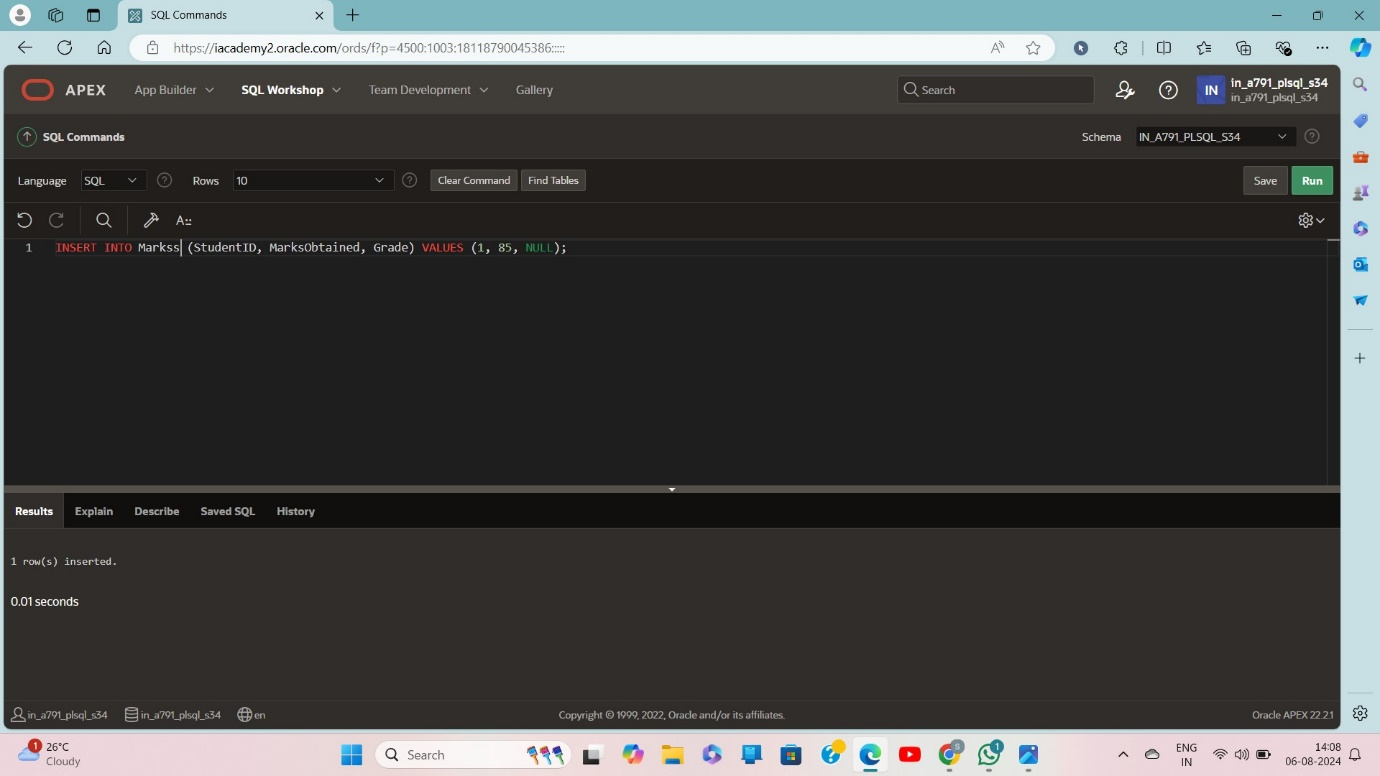 SQL Commands
https://iacademy2.oracle.com/ords/f?p=4500:1003:18118790045386:::::
APEX App Builder SQL Workshop Team Development Gallery Search IN in_a791_plsql_s34
in_a791_plsql_s34
SQL Commands Schema IN_A791_PLSQL_S34
Language SQL Rows 10 Clear Command Find Tables Save Run
A::
1 INSERT INTO Markss (StudentID, MarksObtained, Grade) VALUES (1, 85, NULL);
Results Explain Describe Saved SQL History
1 row(s) inserted.
0.01 seconds
in_a791_plsql_s34 in_a791_plsql_s34 en Copyright © 1999, 2022, Oracle and/or its affiliates. Oracle APEX 22.2.1
1 26°C
Cloudy
Search
S
1
ENG
IN
14:08
06-08-2024